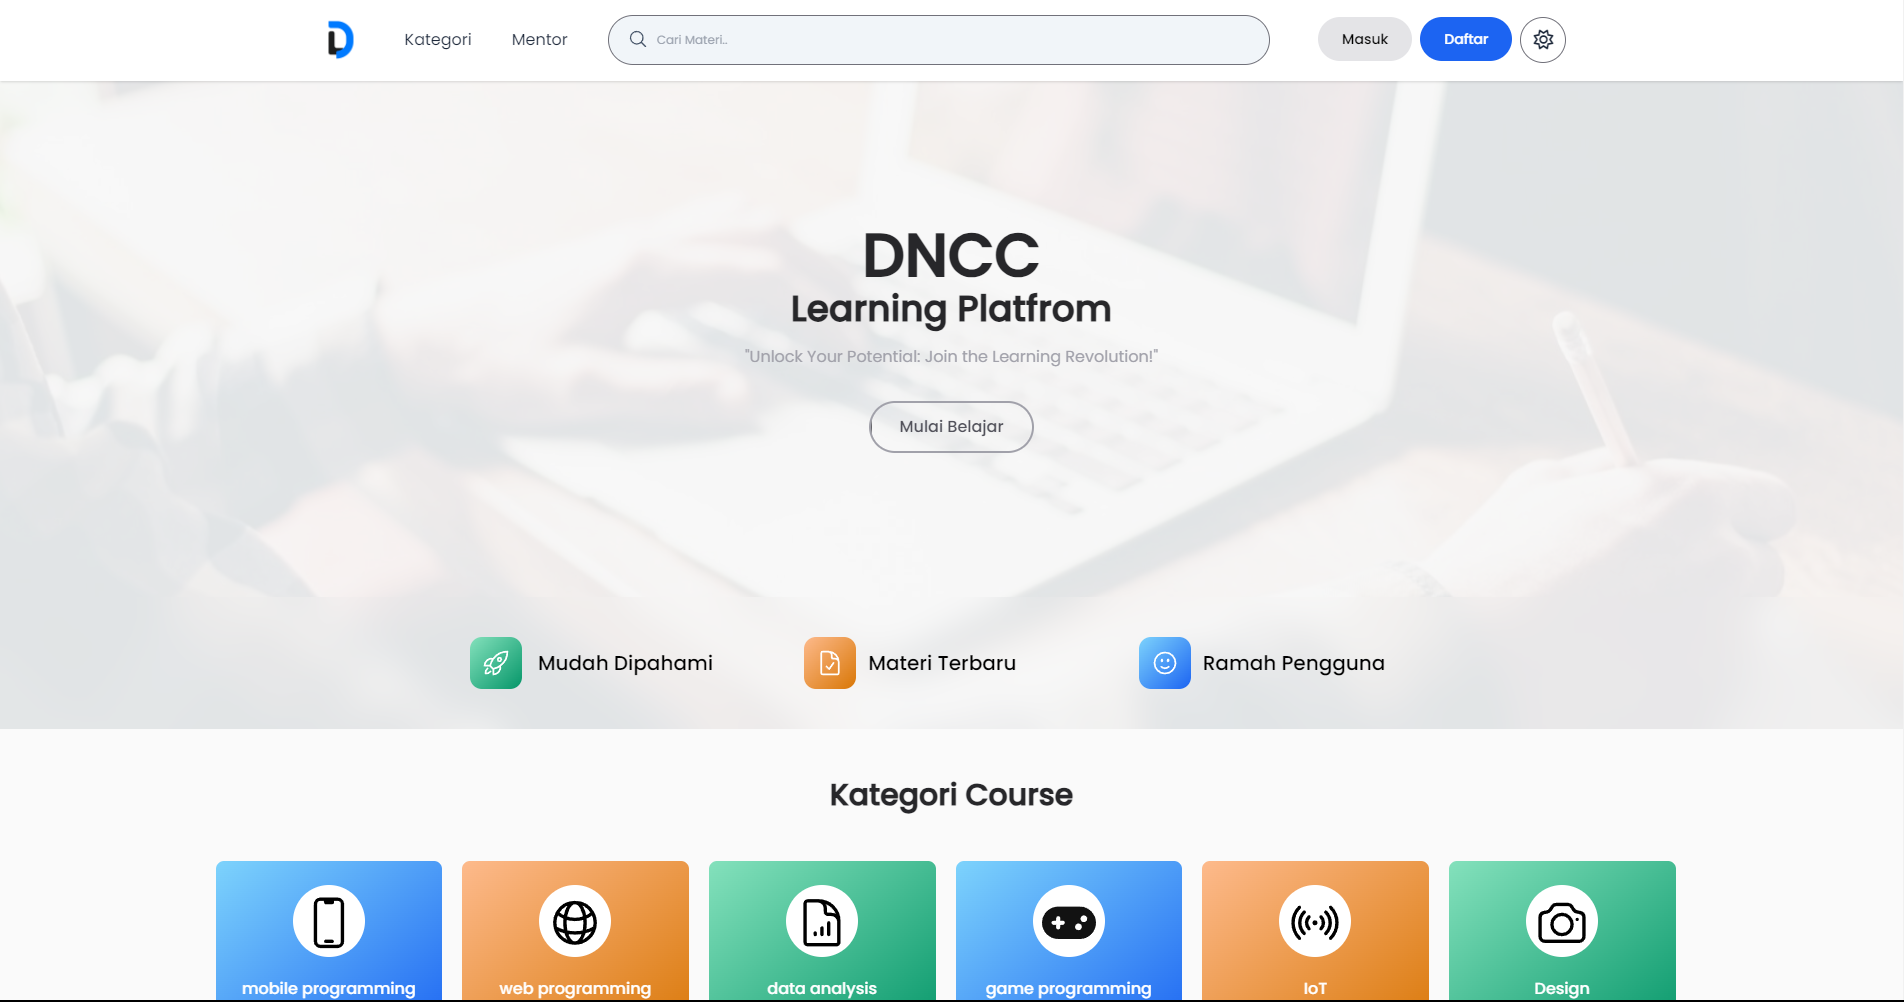 Kategori
Mentor
Cari Materi..
Masuk
Daftar
DNCC
Learning Platfrom
"Unlock Your Potential: Join the Learning Revolution!"
Mulai Belajar
Mudah Dipahami
Materi Terbaru
Ramah Pengguna
Kategori Course
mobile programming
web programming
data analysis
game programming
IoT
Design